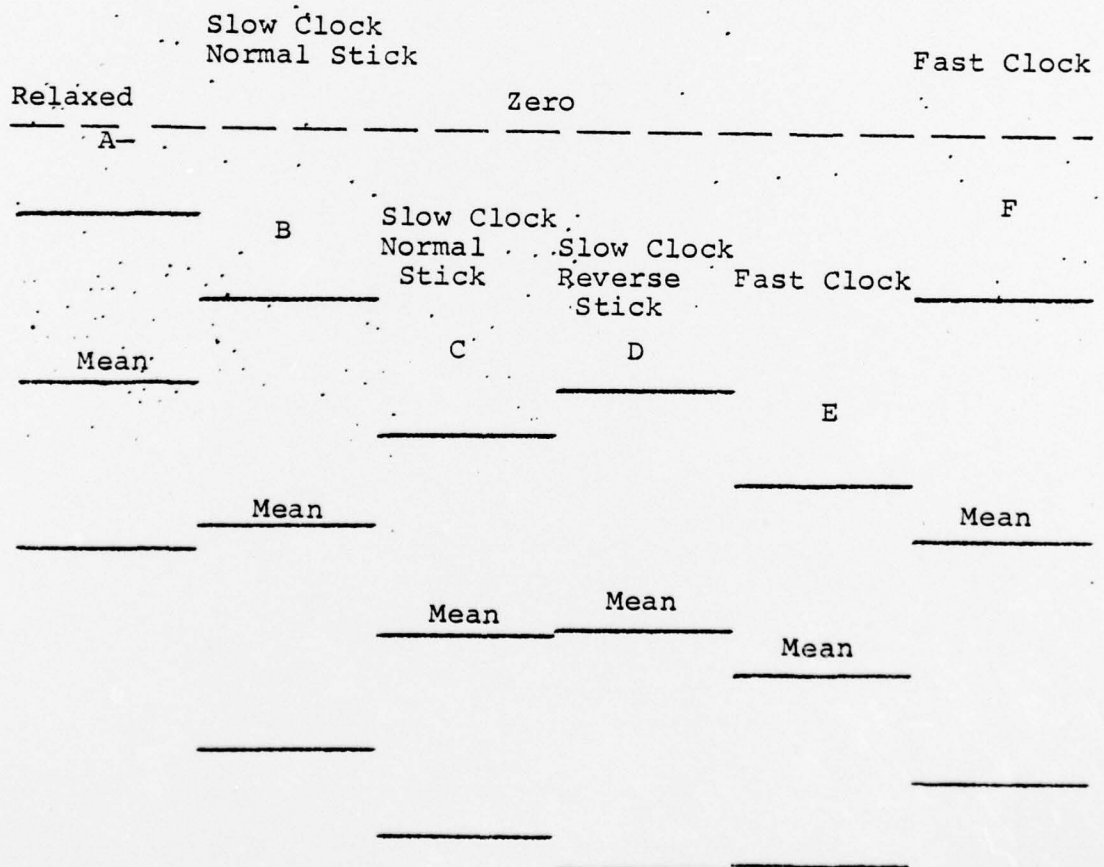 Slow Clock
Normal Stick
Fast Clock
Relaxed
Zero
A-
B
Slow Clock
Normal
Stick
Slow Clock
Reverse
Stick
Fast Clock
F
Mean
C
D
E
Mean
Mean
Mean
Mean
Mean